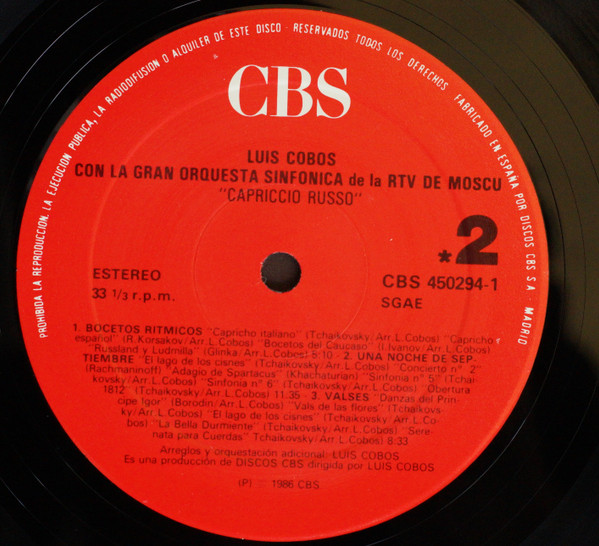 PROHIBIDA LA REPRODUCCION, LA EJECUCION PUBLICA, LA RADIODIFUSION O ALQUILER DE ESTE DISCO - RESERVADOS TODOS LOS DERECHOS. FABRICADO EN ESPAÑA POR DISCOS CBS S.A. - MADRID
CBS
LUIS COBOS
CON LA GRAN ORQUESTA SINFONICA de la RTV DE MOSCU
"CAPRICCIO RUSSO"
*2
ESTEREO
33 1/3 r.p.m.
CBS 450294-1
SGAE
1. BOCETOS RITMICOS "Capricho italiano" (Tchaikovsky/Arr.L.Cobos) "Capricho
español" (R.Korsakov/Arr.L.Cobos) "Bocetos del Caucaso" (I.Ivanov/Arr.L.Cobos)
"Russland y Ludmilla" (Glinka/Arr.L.Cobos) 5:10 - 2. UNA NOCHE DE SEP-
TIEMBRE "El lago de los cisnes" (Tchaikovsky/Arr.L.Cobos) "Concierto n° 2"
(Rachmaninoff) "Adagio de Spartacus" (Khachaturian) "Sinfonia n° 5" (Tchai
kovsky/Arr.L.Cobos) "Sinfonia n° 6" (Tchaikovsky/Arr.L.Cobos) "Obertura
1812" (Tchaikovsky/Arr.L.Cobos) 11.35 - 3. VALSES "Danzas del Prin-
cipe Igor" (Borodin/Arr.L.Cobos) "Vals de las flores" (Tchaikovs-
ky/Arr.L.Cobos) "El lago de los cisnes" (Tchaikovsky/Arr.L.Co-
bos) "La Bella Durmiente" (Tchaikovsky/Arr.L.Cobos) "Sere-
nata para Cuerdas" Tchaikovsky/Arr.L.Cobos) 8:33
Arreglos y orquestación adicional: LUIS COBOS
Es una producción de DISCOS CBS dirigida por LUIS COBOS
(P) - 1986 CBS